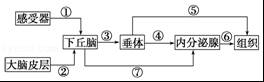 感受器 ① ⑤
下丘脑 ③ 垂体 ④ 内分泌腺 ⑥ 组织
大脑皮层 ② ⑦